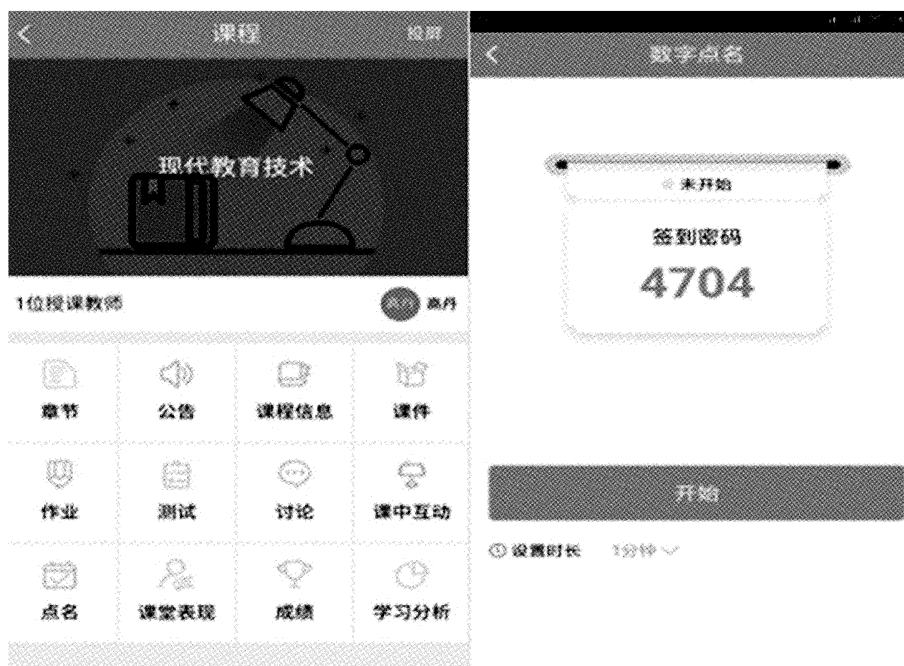 课程 投屏
现代教育技术
1位授课教师 高丹
章节 公告 课程信息 课件
作业 测试 讨论 课中互动
点名 课堂表现 成绩 学习分析
数字点名
未开始
签到密码
4704
开始
设置时长 1分钟